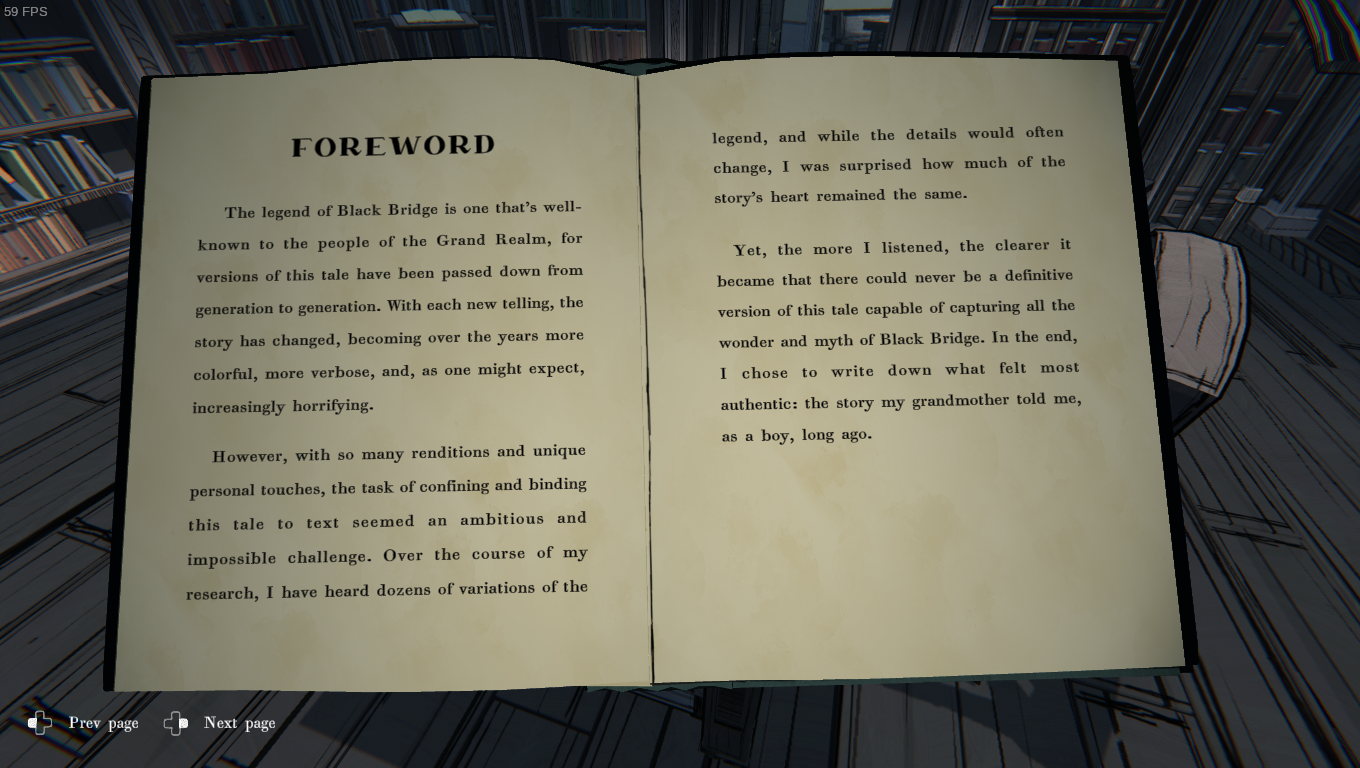 59 FPS
FOREWORD
The legend of Black Bridge is one that's well-
known to the people of the Grand Realm, for
versions of this tale have been passed down from
generation to generation. With each new telling, the
story has changed, becoming over the years more
colorful, more verbose, and, as one might expect,
increasingly horrifying.
However, with so many renditions and unique
personal touches, the task of confining and binding
this tale to text seemed an ambitious and
impossible challenge. Over the course of my
research, I have heard dozens of variations of the
legend, and while the details would often
change, I was surprised how much of the
story's heart remained the same.
Yet, the more I listened, the clearer it
became that there could never be a definitive
version of this tale capable of capturing all the
wonder and myth of Black Bridge. In the end,
I chose to write down what felt most
authentic: the story my grandmother told me,
as a boy, long ago.
Prev page
Next page